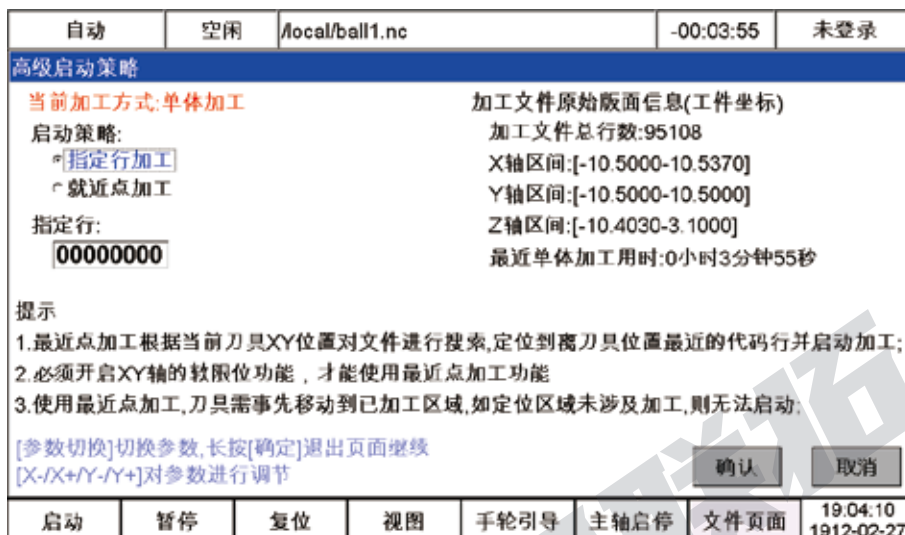 自动 空闲 /local/ball1.nc -00:03:55 未登录
高级启动策略
当前加工方式:单体加工
启动策略:
指定行加工
就近点加工
指定行:
00000000
加工文件原始版面信息(工件坐标)
加工文件总行数:95108
X轴区间:[-10.5000-10.5370]
Y轴区间:[-10.5000-10.5000]
Z轴区间:[-10.4030-3.1000]
最近单体加工用时:0小时3分钟55秒
提示
1.最近点加工根据当前刀具XY位置对文件进行搜索,定位到离刀具位置最近的代码行并启动加工;
2.必须开启XY轴的软限位功能，才能使用最近点加工功能
3.使用最近点加工,刀具需事先移动到已加工区域,如定位区域未涉及加工,则无法启动;
[参数切换]切换参数,长按[确定]退出页面继续
[X-/X+/Y-/Y+]对参数进行调节
确认 取消
启动 暂停 复位 视图 手轮引导 主轴启停 文件页面 19:04:10
1912-02-27
联拓